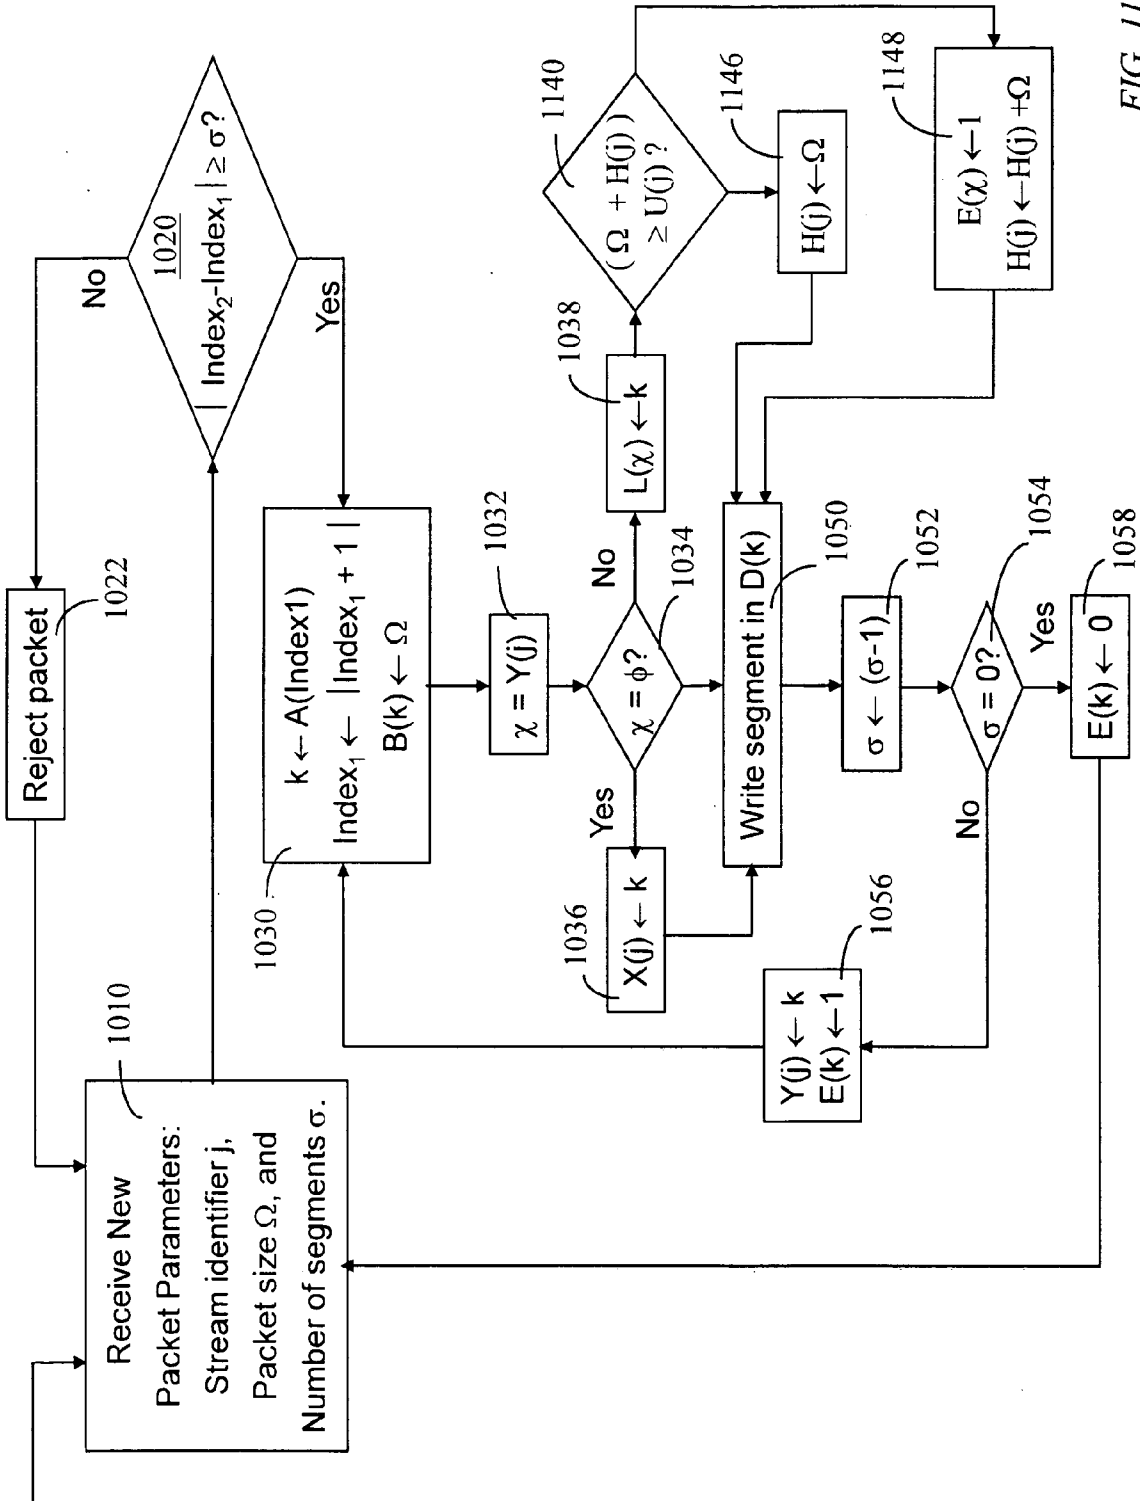 1010
Receive New
Packet Parameters:
Stream identifier j,
Packet size Ω, and
Number of segments σ.
Reject packet
1022
No
1020
| Index₂-Index₁ | ≥ σ?
Yes
1030
k ← A(Index1)
Index₁ ← |Index₁ + 1 |
B(k) ← Ω
1032
χ = Y(j)
1034
χ = ϕ?
Yes
No
1036
X(j) ← k
1038
L(χ) ← k
1140
(Ω + H(j) )
≥ U(j) ?
1146
H(j) ← Ω
1148
E(χ) ← 1
H(j) ← H(j) + Ω
1050
Write segment in D(k)
1052
σ ← (σ-1)
1054
σ = 0?
No
Yes
1056
Y(j) ← k
E(k) ← 1
1058
E(k) ← 0
FIG. 11